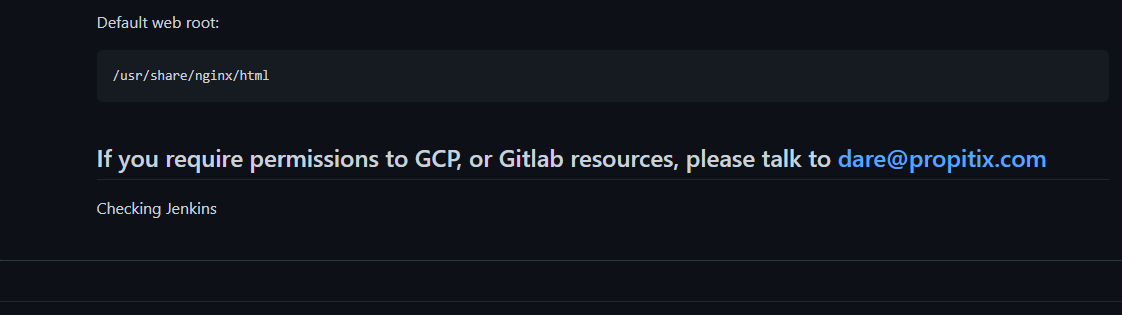 Default web root:
/usr/share/nginx/html
If you require permissions to GCP, or Gitlab resources, please talk to dare@propitix.com
Checking Jenkins